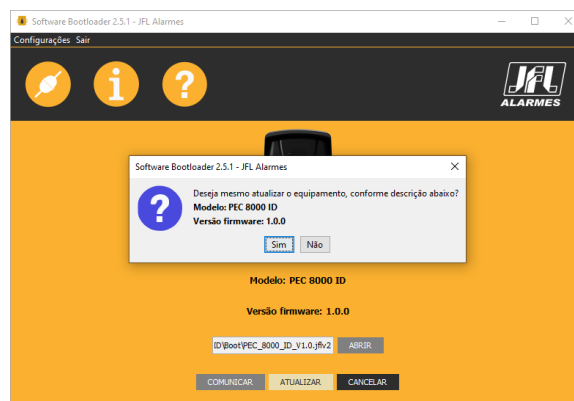 Software Bootloader 2.5.1 - JFL Alarmes
Configurações Sair
JFL
ALARMES
Software Bootloader 2.5.1 - JFL Alarmes
Deseja mesmo atualizar o equipamento, conforme descrição abaixo?
Modelo: PEC 8000 ID
Versão firmware: 1.0.0
Sim Não
Modelo: PEC 8000 ID
Versão firmware: 1.0.0
ID\Boot\PEC_8000_ID_V1.0.jflv2 ABRIR
COMUNICAR ATUALIZAR CANCELAR